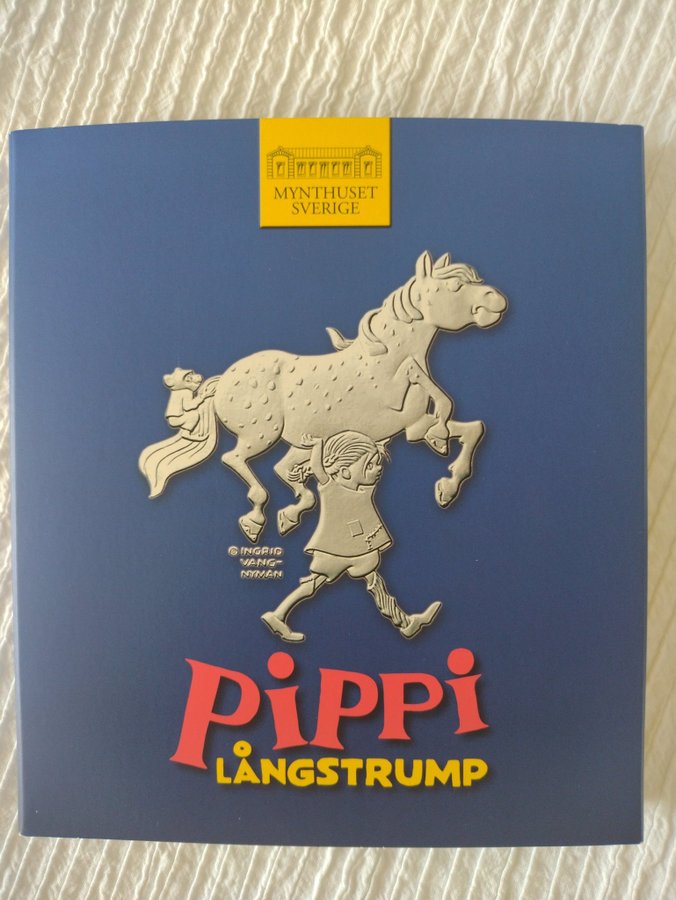 MYNTHUSET
SVERIGE
© INGRID
VANG-
NYMAN
PiPPi
LÅNGSTRUMP